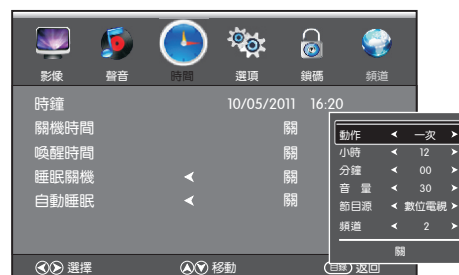 影像 聲音 時間 選項 鎖碼 頻道
時鐘 10/05/2011 16:20
關機時間 關
喚醒時間 關
睡眠關機 關
自動睡眠 關
選擇 移動 目錄 返回
動作 一次
小時 12
分鐘 00
音 量 30
節目源 數位電視
頻道 2
關